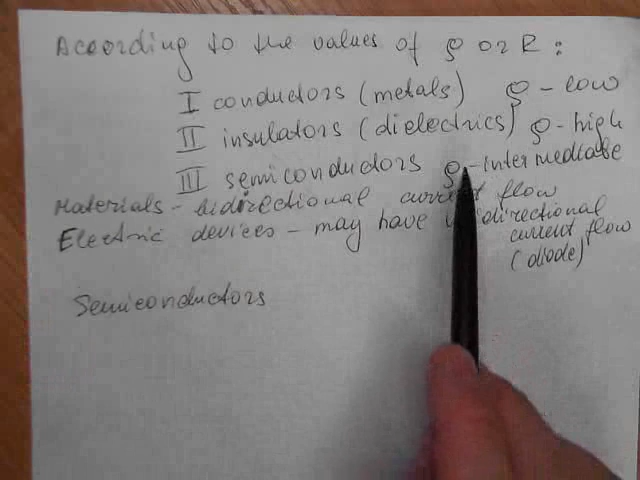 According to the values of ρ or R:
I conductors (metals) ρ - low
II insulators (dielectrics) ρ - high
III semiconductors ρ - intermediate
Materials - bidirectional current flow
Electric devices - may have unidirectional
current flow
(diode)
Semiconductors